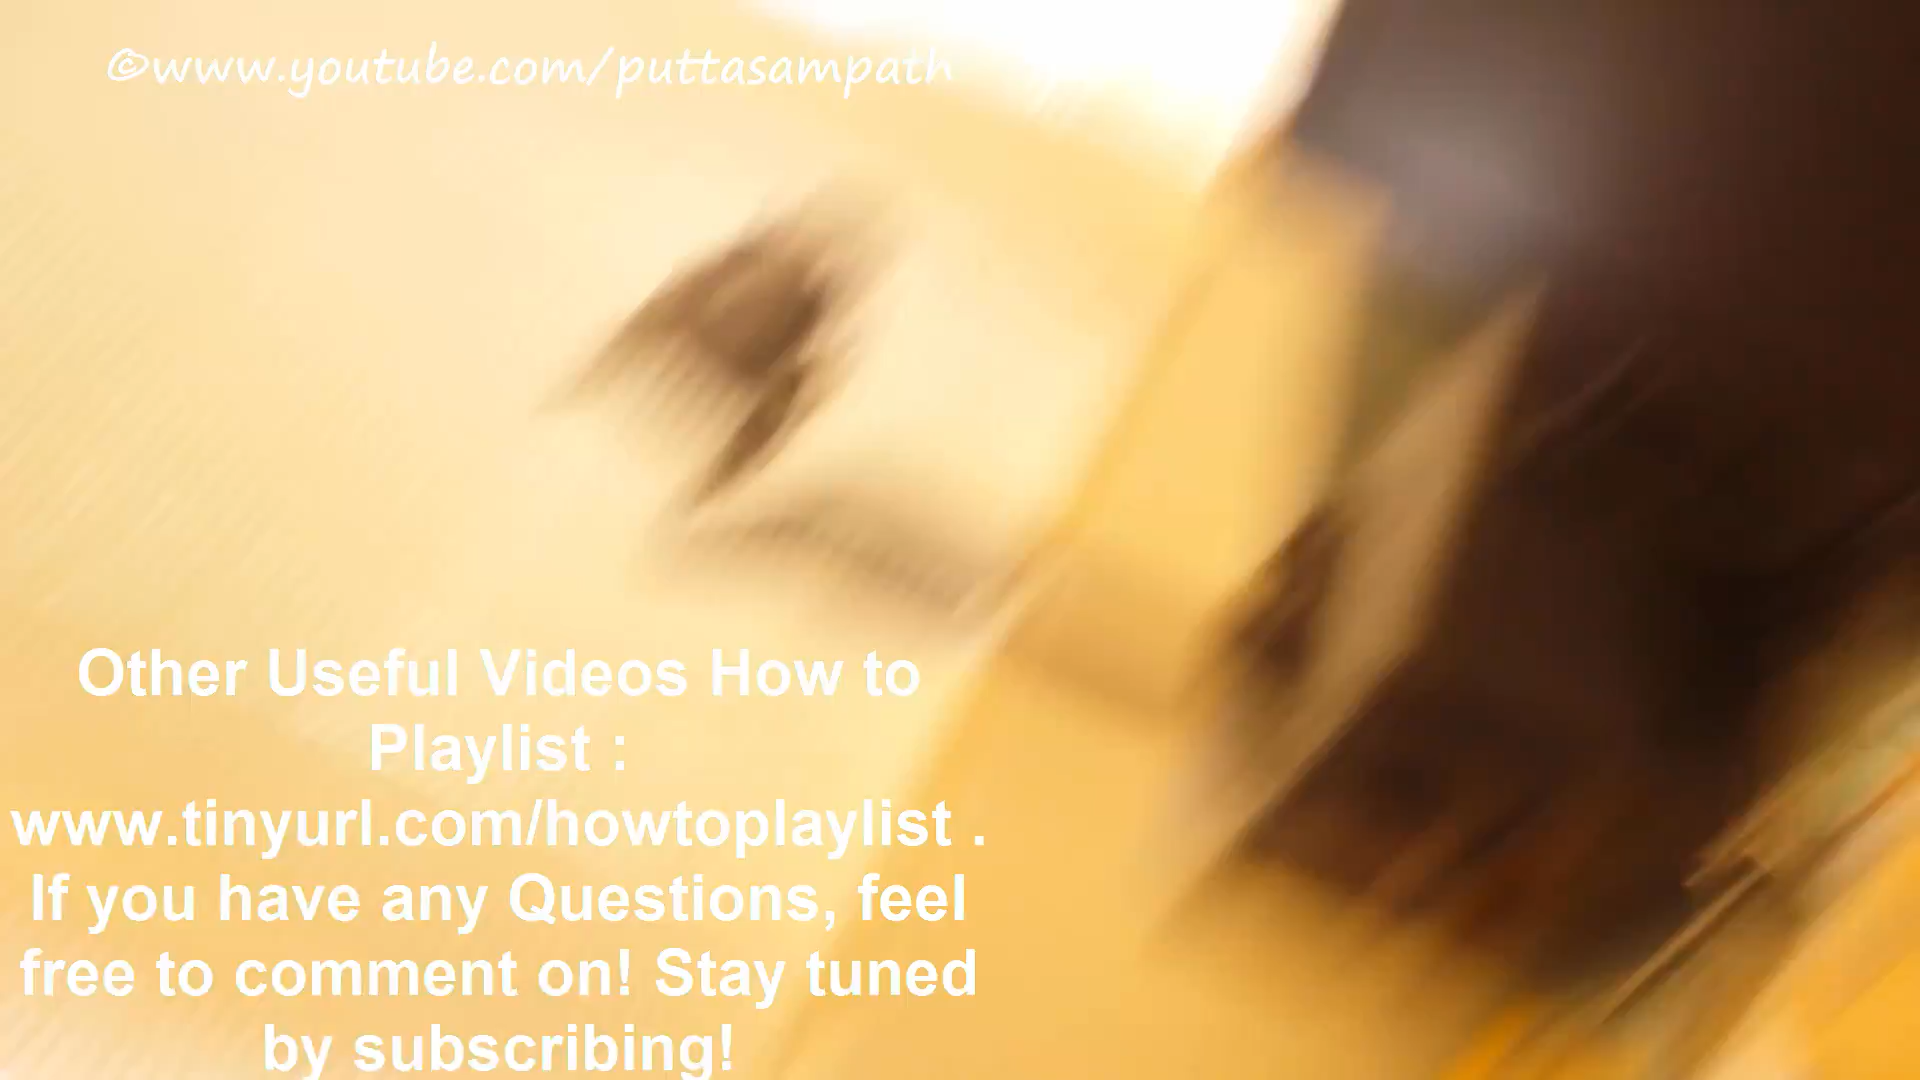 ©www.youtube.com/puttasampath
Other Useful Videos How to
Playlist :
www.tinyurl.com/howtoplaylist .
If you have any Questions, feel
free to comment on! Stay tuned
by subscribing!